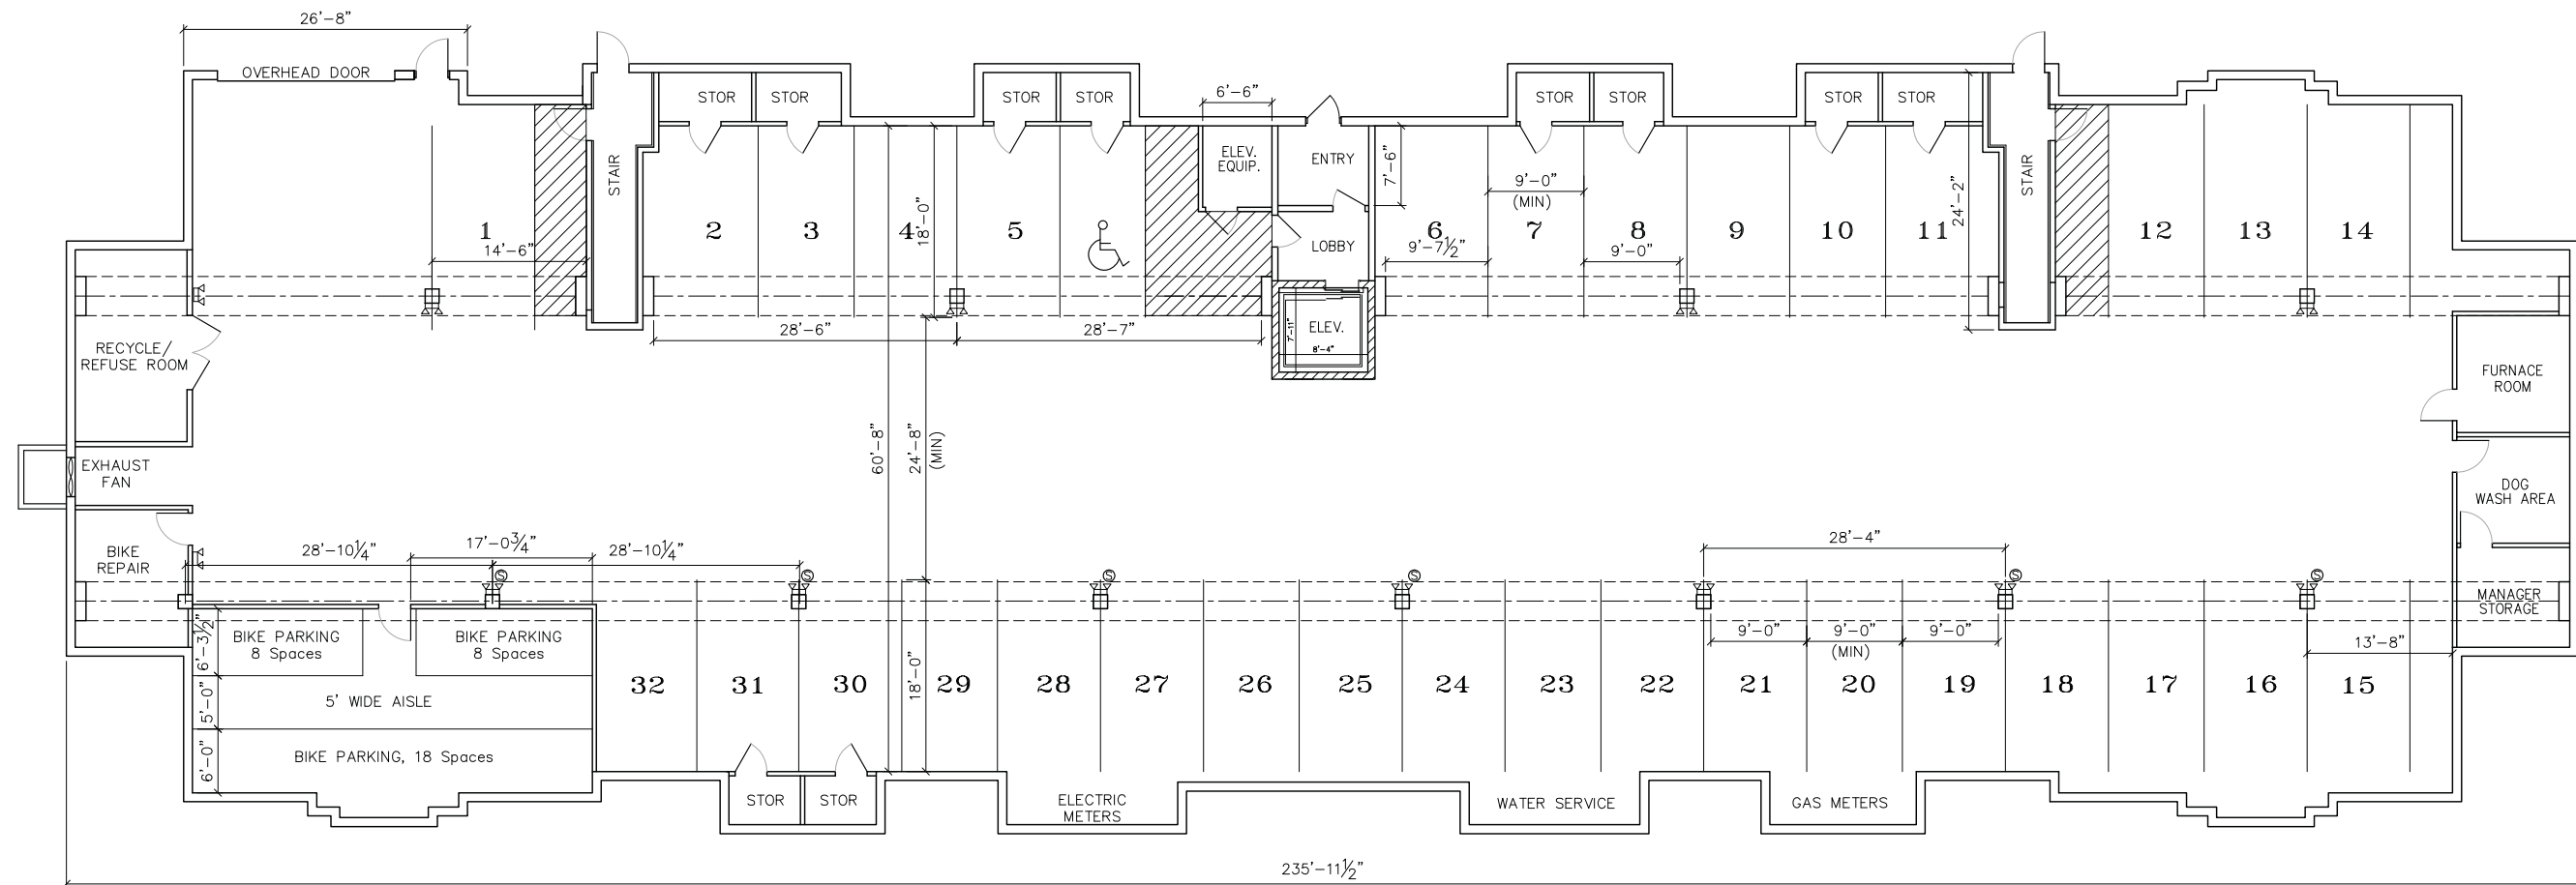 26'-8"
OVERHEAD DOOR
STOR
STOR
STOR
STOR
6'-6"
STOR
STOR
STOR
STOR
STAIR
ELEV.
EQUIP.
ENTRY
7'-6"
9'-0"
(MIN)
24'-2"
STAIR
18'-0"
1
2
3
4
5
6
7
8
9
10
11
12
13
14
14'-6"
LOBBY
9'-7½"
9'-0"
28'-6"
28'-7"
ELEV.
7'-11"
8'-4"
RECYCLE/
REFUSE ROOM
FURNACE
ROOM
60'-8"
24'-8"
(MIN)
EXHAUST
FAN
DOG
WASH AREA
BIKE
REPAIR
28'-10¼"
17'-0¾"
28'-10¼"
28'-4"
S
S
S
S
S
S
MANAGER
STORAGE
6'-3½"
BIKE PARKING
8 Spaces
BIKE PARKING
8 Spaces
9'-0"
9'-0"
(MIN)
9'-0"
13'-8"
32
31
30
29
28
27
26
25
24
23
22
21
20
19
18
17
16
15
18'-0"
5'-0"
5' WIDE AISLE
6'-0"
BIKE PARKING, 18 Spaces
STOR
STOR
ELECTRIC
METERS
WATER SERVICE
GAS METERS
235'-11½"